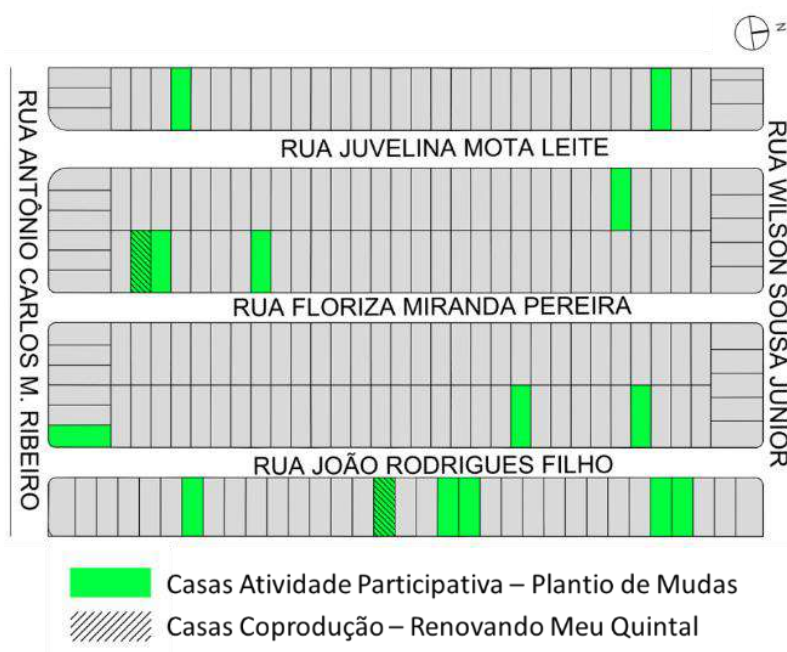 N
RUA JUVELINA MOTA LEITE
RUA ANTÔNIO CARLOS M. RIBEIRO
RUA WILSON SOUSA JUNIOR
RUA FLORIZA MIRANDA PEREIRA
RUA JOÃO RODRIGUES FILHO
Casas Atividade Participativa – Plantio de Mudas
Casas Coprodução – Renovando Meu Quintal